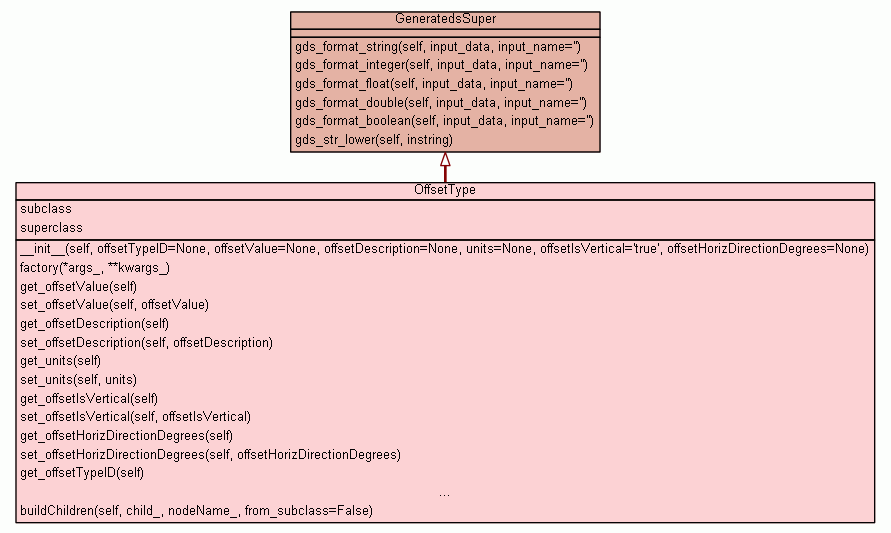 GeneratedsSuper
gds_format_string(self, input_data, input_name='')
gds_format_integer(self, input_data, input_name='')
gds_format_float(self, input_data, input_name='')
gds_format_double(self, input_data, input_name='')
gds_format_boolean(self, input_data, input_name='')
gds_str_lower(self, instring)
OffsetType
subclass
superclass
__init__(self, offsetTypeID=None, offsetValue=None, offsetDescription=None, units=None, offsetIsVertical='true', offsetHorizDirectionDegrees=None)
factory(*args_, **kwargs_)
get_offsetValue(self)
set_offsetValue(self, offsetValue)
get_offsetDescription(self)
set_offsetDescription(self, offsetDescription)
get_units(self)
set_units(self, units)
get_offsetIsVertical(self)
set_offsetIsVertical(self, offsetIsVertical)
get_offsetHorizDirectionDegrees(self)
set_offsetHorizDirectionDegrees(self, offsetHorizDirectionDegrees)
get_offsetTypeID(self)
...
buildChildren(self, child_, nodeName_, from_subclass=False)